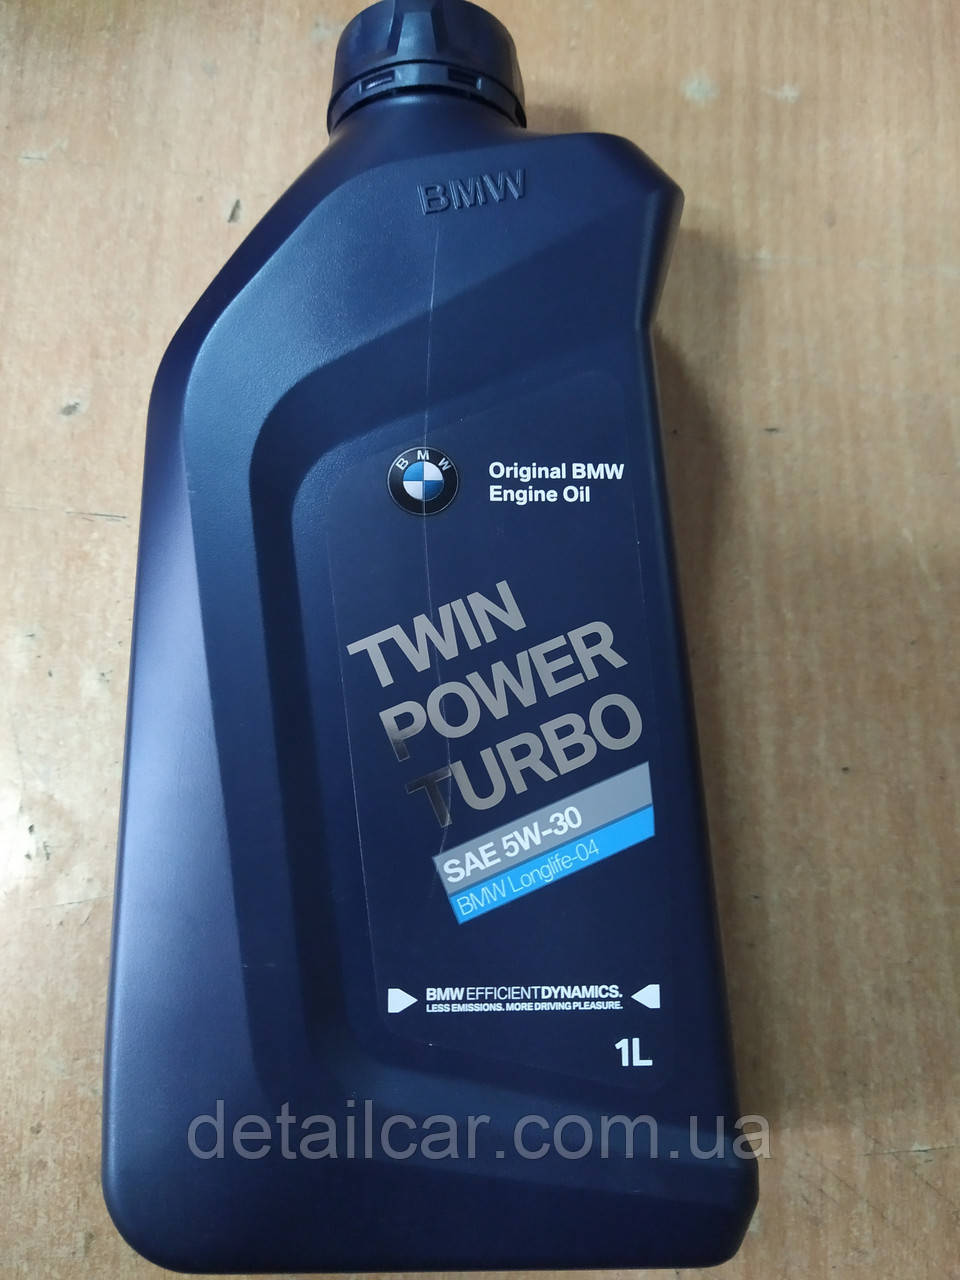 BMW
BMW
Original BMW
Engine Oil
TWIN
POWER
TURBO
SAE 5W-30
BMW Longlife-04
BMW EFFICIENTDYNAMICS.
LESS EMISSIONS. MORE DRIVING PLEASURE.
1L
detailcar.com.ua